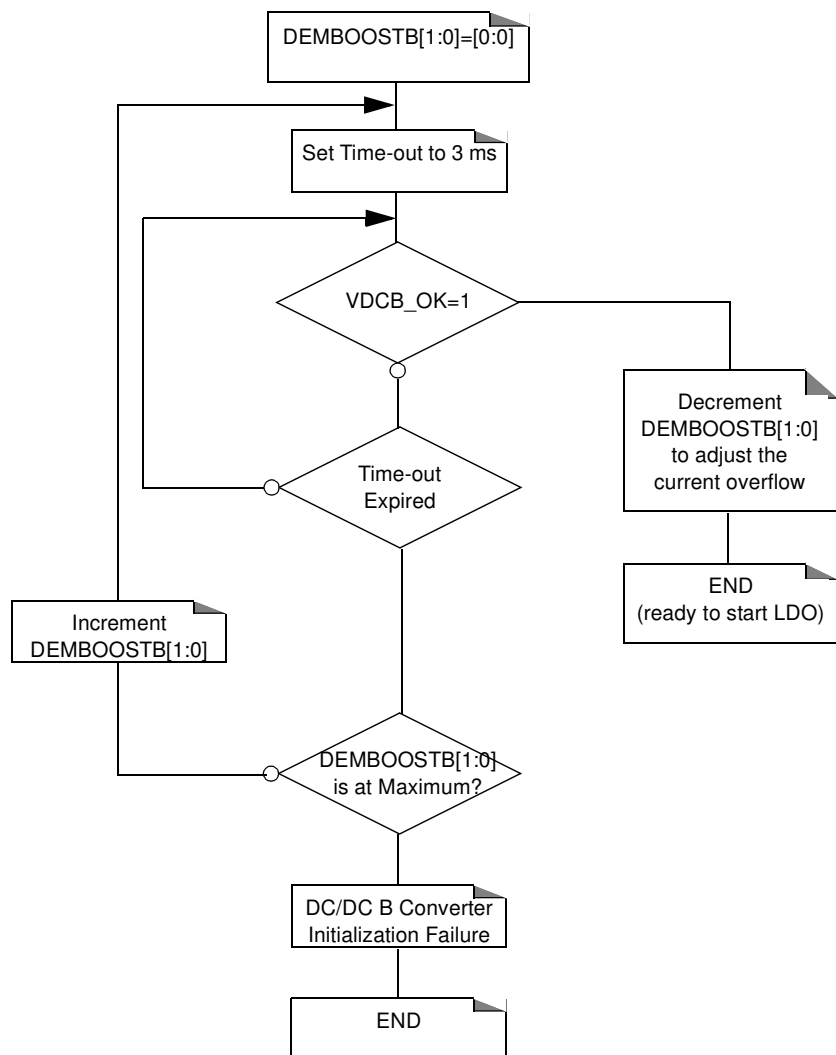 DEMBOOSTB[1:0]=[0:0]
Set Time-out to 3 ms
VDCB_OK=1
Decrement
DEMBOOSTB[1:0]
to adjust the
current overflow
Time-out
Expired
END
(ready to start LDO)
Increment
DEMBOOSTB[1:0]
DEMBOOSTB[1:0]
is at Maximum?
DC/DC B Converter
Initialization Failure
END